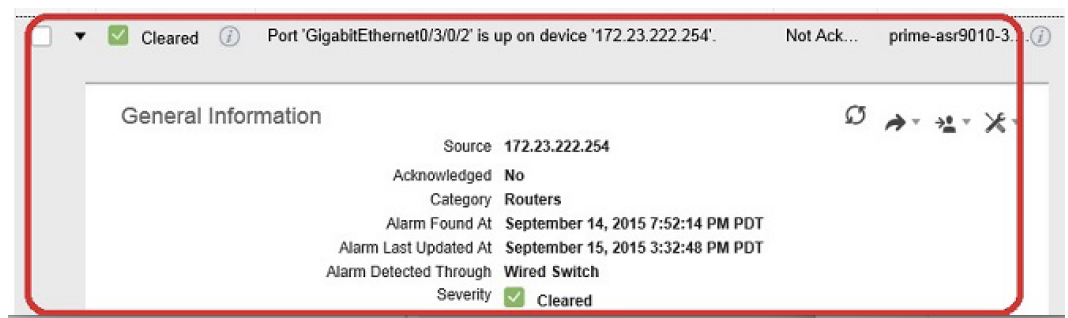 Cleared Port 'GigabitEthernet0/3/0/2' is up on device '172.23.222.254'. Not Ack... prime-asr9010-3...
General Information
Source 172.23.222.254
Acknowledged No
Category Routers
Alarm Found At September 14, 2015 7:52:14 PM PDT
Alarm Last Updated At September 15, 2015 3:32:48 PM PDT
Alarm Detected Through Wired Switch
Severity Cleared